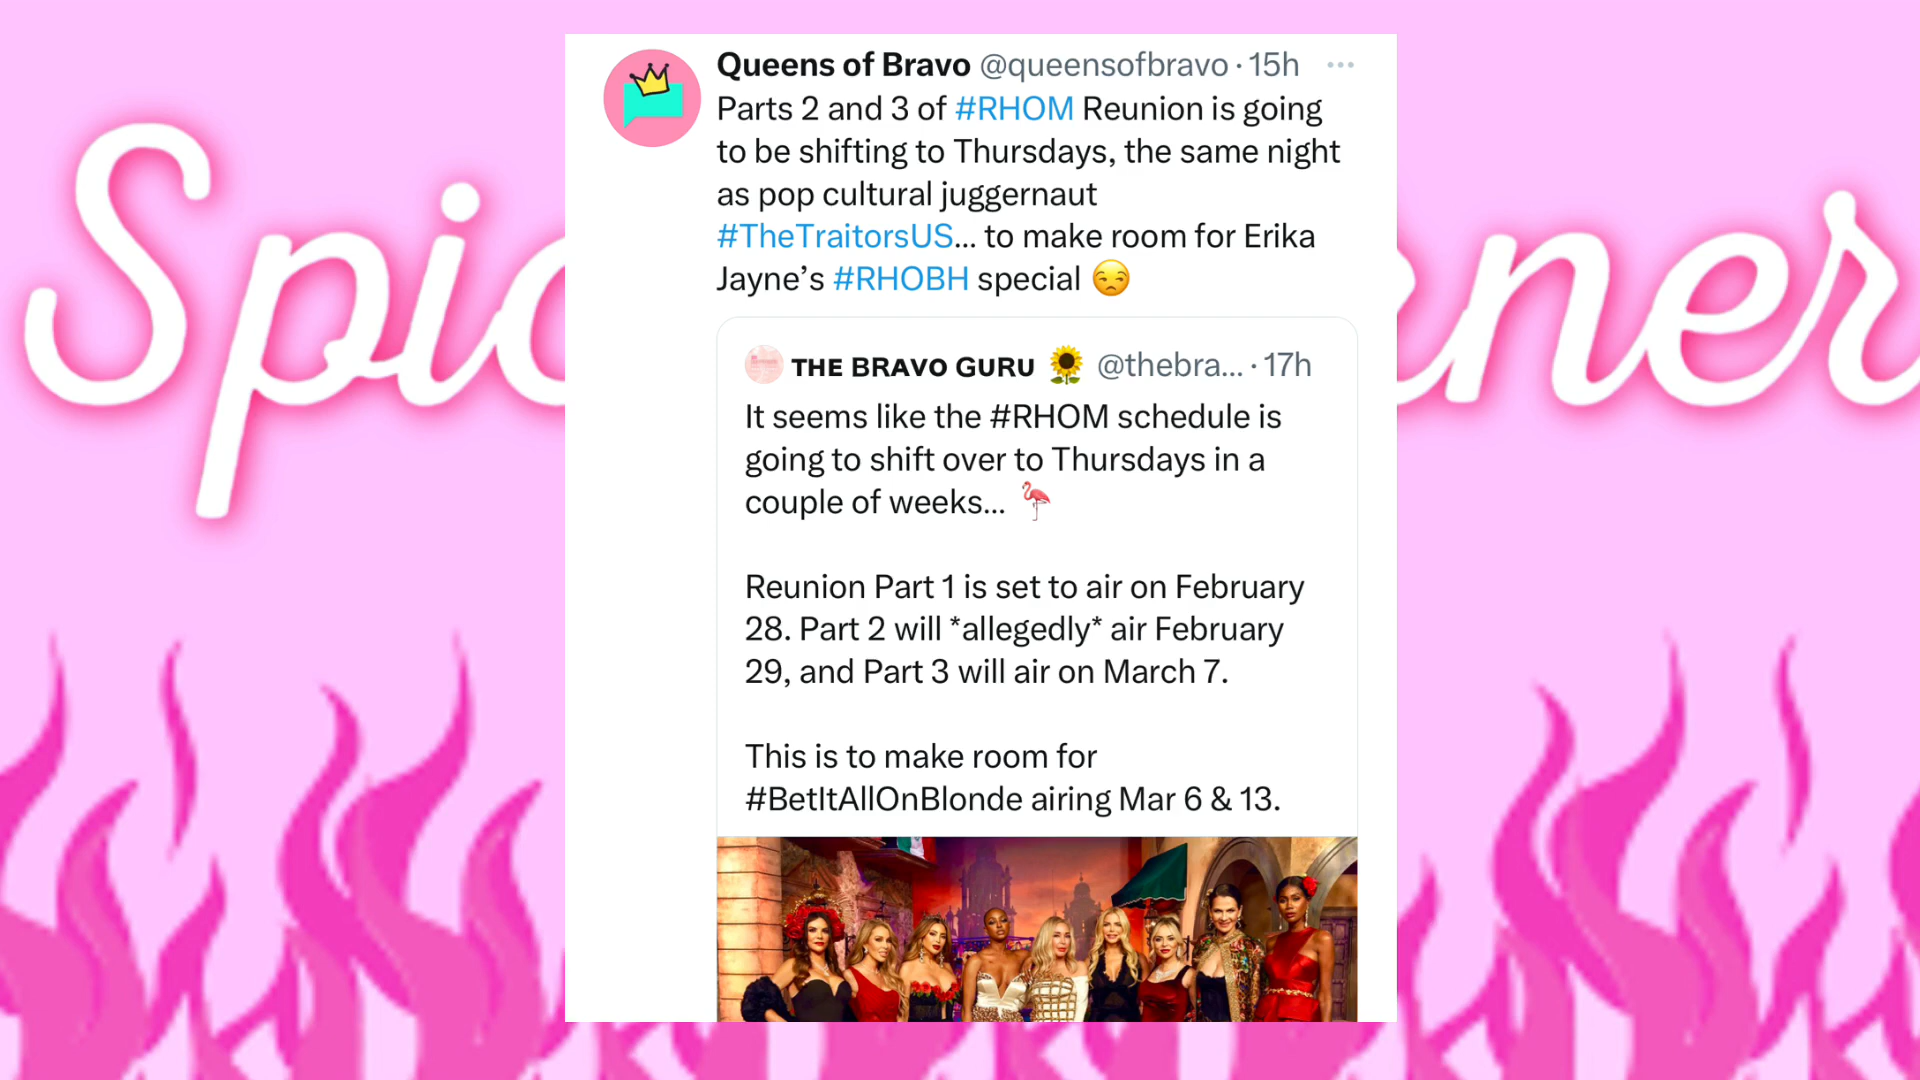 Queens of Bravo @queensofbravo · 15h
Parts 2 and 3 of #RHOM Reunion is going
to be shifting to Thursdays, the same night
as pop cultural juggernaut
#TheTraitorsUS... to make room for Erika
Jayne’s #RHOBH special 😒
THE BRAVO GURU 🌻 @thebra... · 17h
It seems like the #RHOM schedule is
going to shift over to Thursdays in a
couple of weeks... 🦩
Reunion Part 1 is set to air on February
28. Part 2 will *allegedly* air February
29, and Part 3 will air on March 7.
This is to make room for
#BetItAllOnBlonde airing Mar 6 & 13.